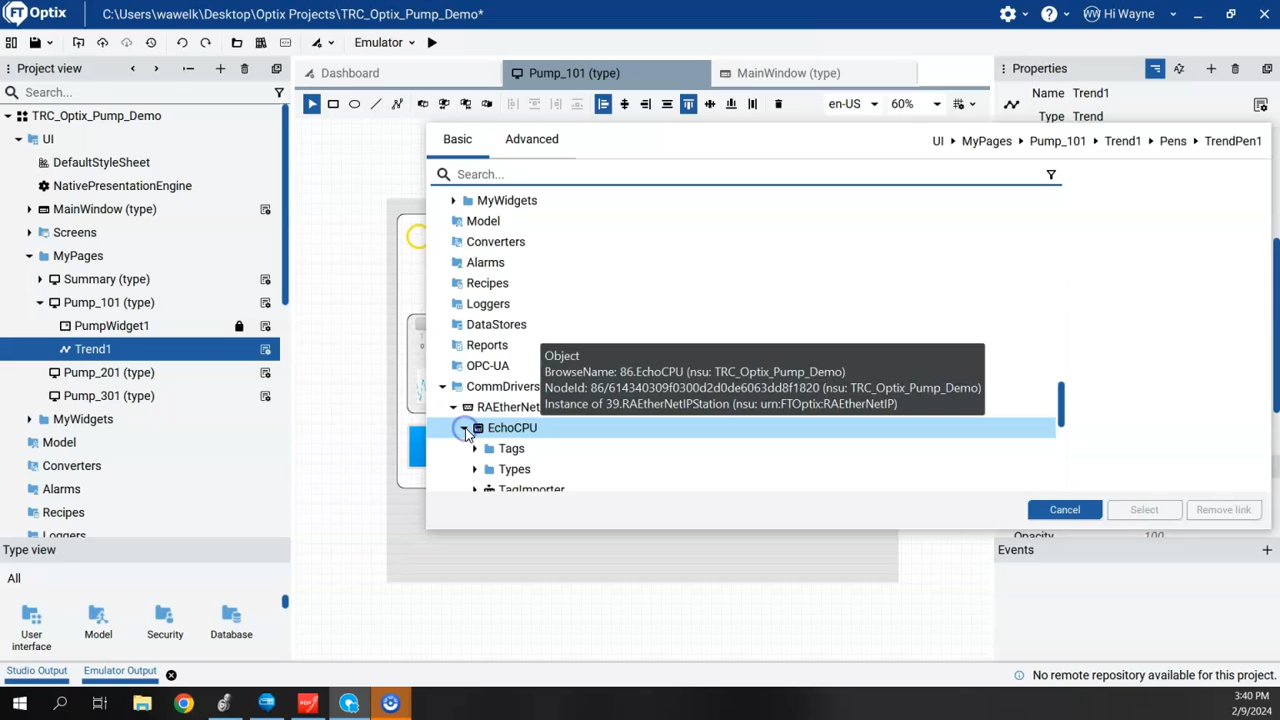 FT Optix
C:\Users\wawelk\Desktop\Optix Projects\TRC_Optix_Pump_Demo*
WW Hi Wayne
Emulator
Project view
Dashboard
Pump_101 (type)
MainWindow (type)
Properties
Search...
en-US
60%
Name Trend1
Type Trend
TRC_Optix_Pump_Demo
UI
DefaultStyleSheet
NativePresentationEngine
MainWindow (type)
Screens
MyPages
Summary (type)
Pump_101 (type)
PumpWidget1
Trend1
Pump_201 (type)
Pump_301 (type)
MyWidgets
Model
Converters
Alarms
Recipes
Loggers
Basic
Advanced
UI MyPages Pump_101 Trend1 Pens TrendPen1
Search...
MyWidgets
Model
Converters
Alarms
Recipes
Loggers
DataStores
Reports
OPC-UA
CommDrivers
RAEtherNet
EchoCPU
Tags
Types
TagImporter
Object
BrowseName: 86.EchoCPU (nsu: TRC_Optix_Pump_Demo)
NodeId: 86/614340309f0300d2d0de6063dd8f1820 (nsu: TRC_Optix_Pump_Demo)
Instance of 39.RAEtherNetIPStation (nsu: urn:FTOptix:RAEtherNetIP)
Cancel
Select
Remove link
Opacity 100
Events
Type view
All
User interface
Model
Security
Database
Studio Output
Emulator Output
No remote repository available for this project.
3:40 PM
2/9/2024